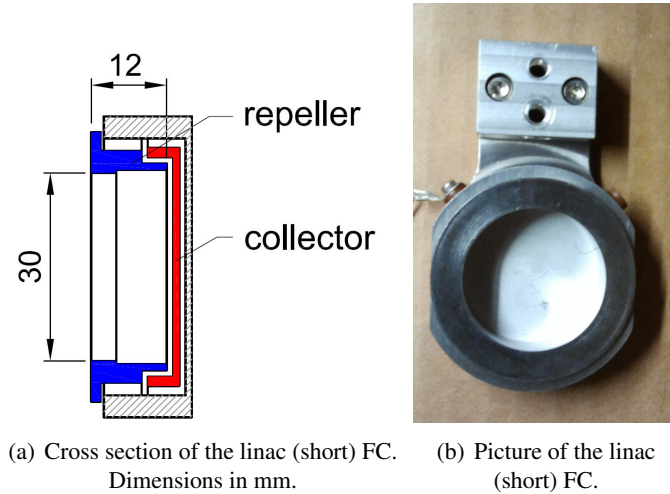 12
repeller
collector
30
(a) Cross section of the linac (short) FC.
Dimensions in mm.
(b) Picture of the linac
(short) FC.